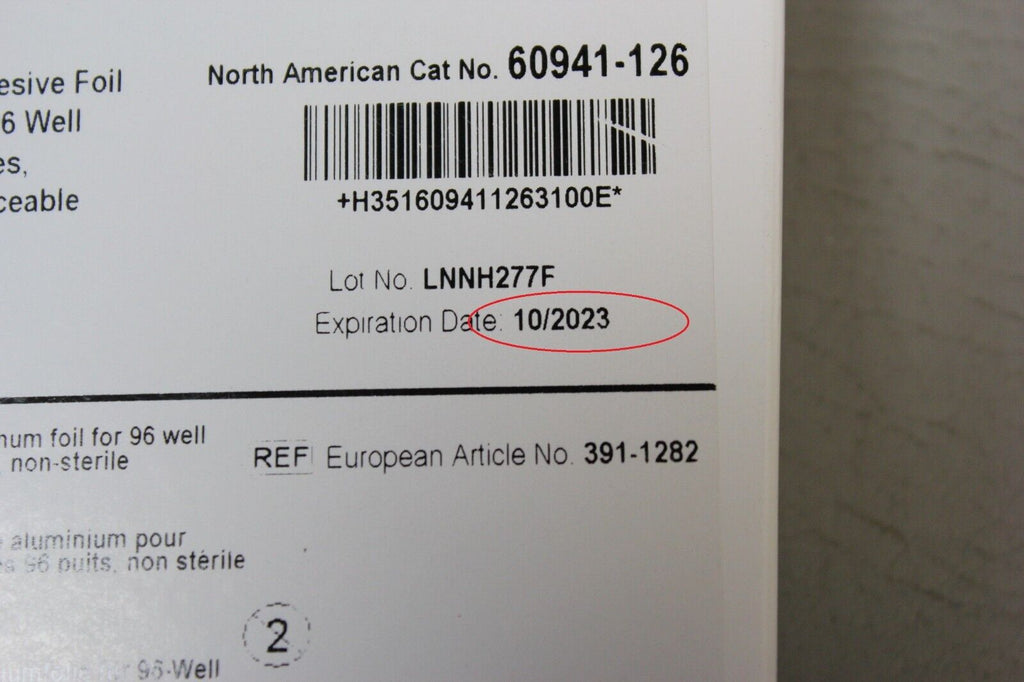 esive Foil
North American Cat No. 60941-126
6 Well
es,
ceable
+H351609411263100E*
Lot No. LNNH277F
Expiration Date: 10/2023
num foil for 96 well
, non-sterile
REF European Article No. 391-1282
aluminium pour
96 puits, non stérile
2
96-Well